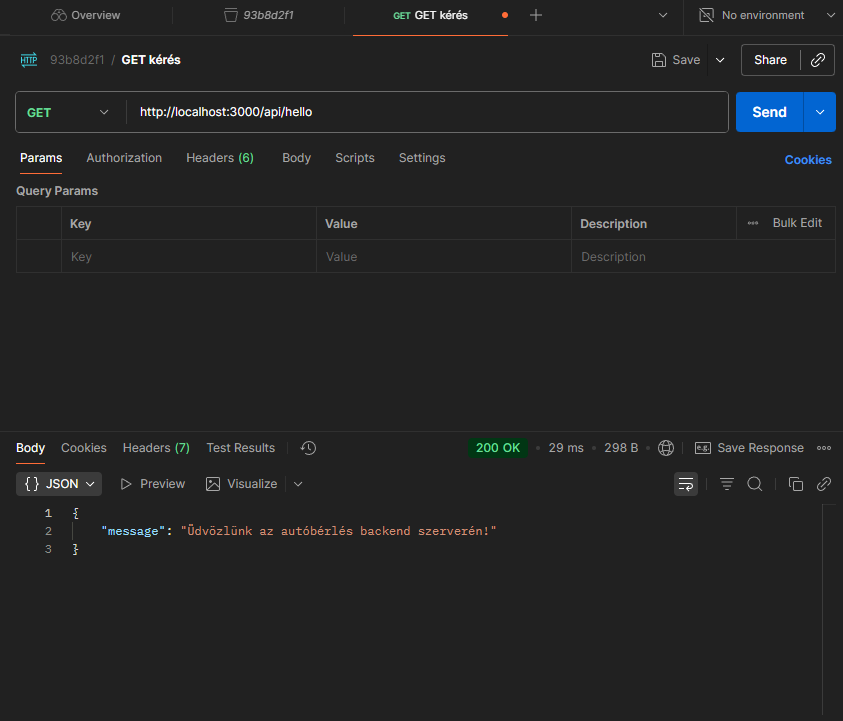 Overview 93b8d2f1 GET GET kérés No environment
HTTP 93b8d2f1 / GET kérés Save Share
GET http://localhost:3000/api/hello Send
Params Authorization Headers (6) Body Scripts Settings Cookies
Query Params
Key Value Description Bulk Edit
Key Value Description
Body Cookies Headers (7) Test Results 200 OK 29 ms 298 B e.g. Save Response
{} JSON Preview Visualize
1 {
2 "message": "Üdvözlünk az autóbérlés backend szerverén!"
3 }